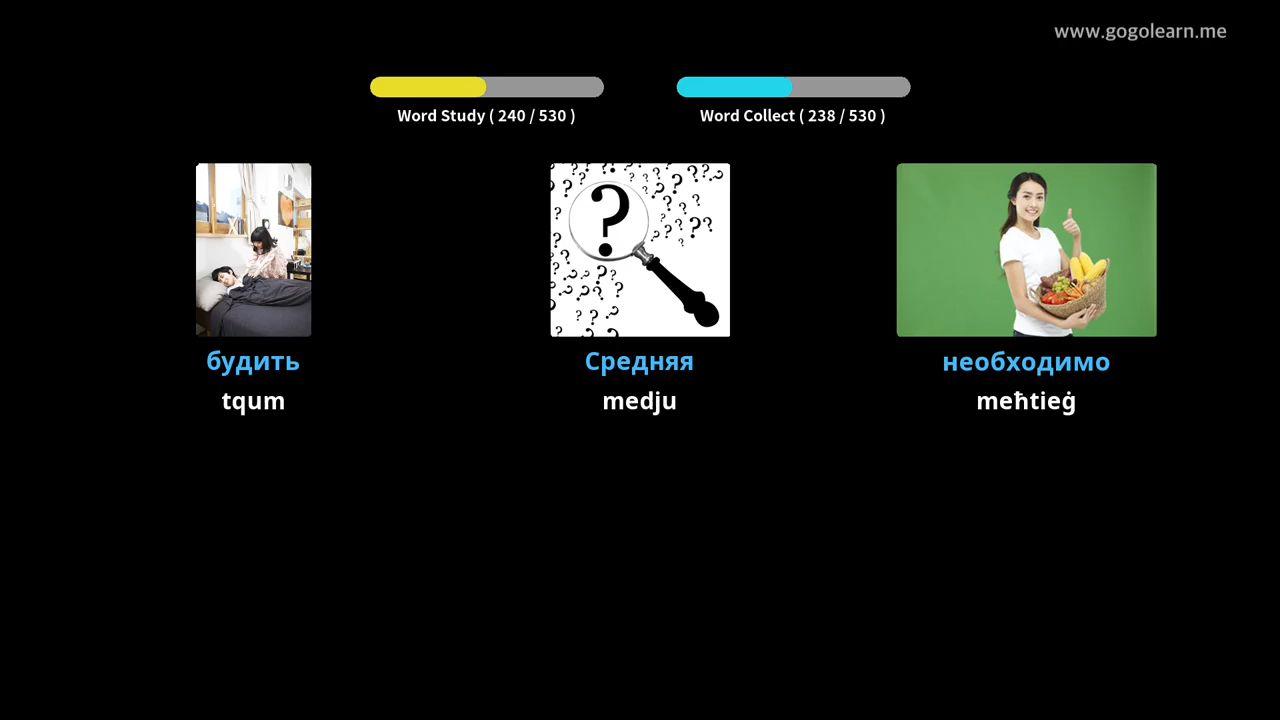 www.gogolearn.me
Word Study ( 240 / 530 )
Word Collect ( 238 / 530 )
будить
Средняя
необходимо
tqum
medju
meħtieġ